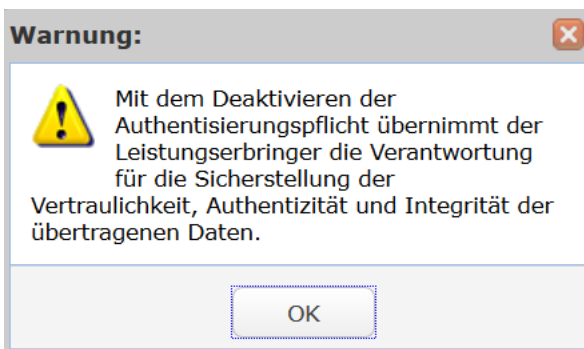 Warnung:
Mit dem Deaktivieren der
Authentisierungspflicht übernimmt der
Leistungserbringer die Verantwortung
für die Sicherstellung der
Vertraulichkeit, Authentizität und Integrität der
übertragenen Daten.
OK